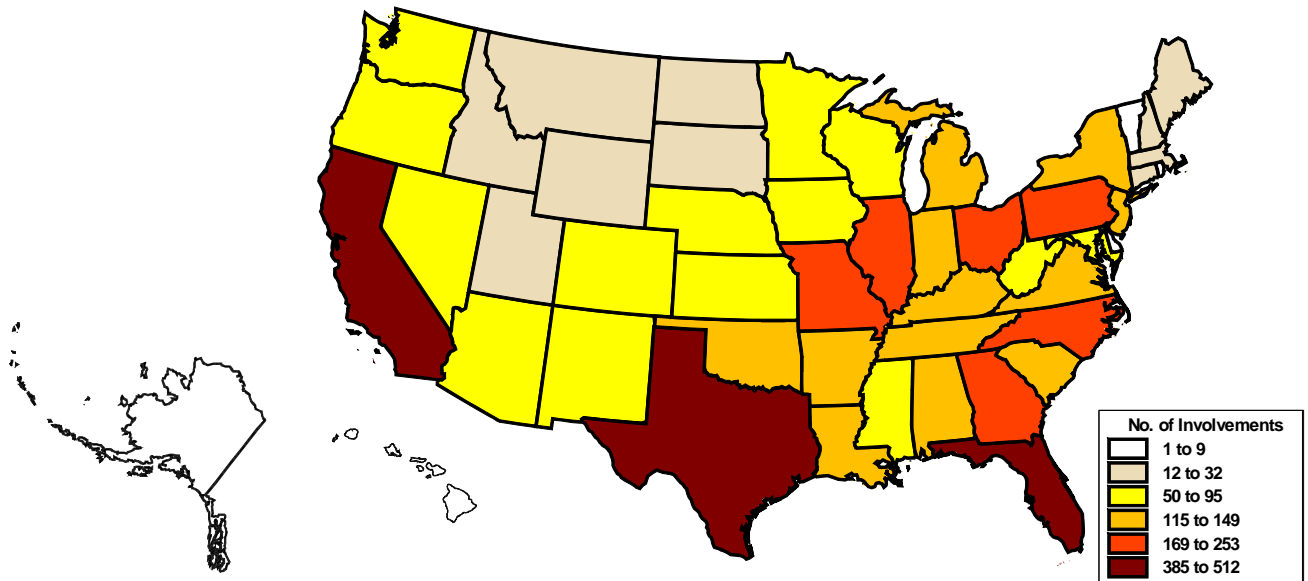 No. of Involvements
1 to 9
12 to 32
50 to 95
115 to 149
169 to 253
385 to 512